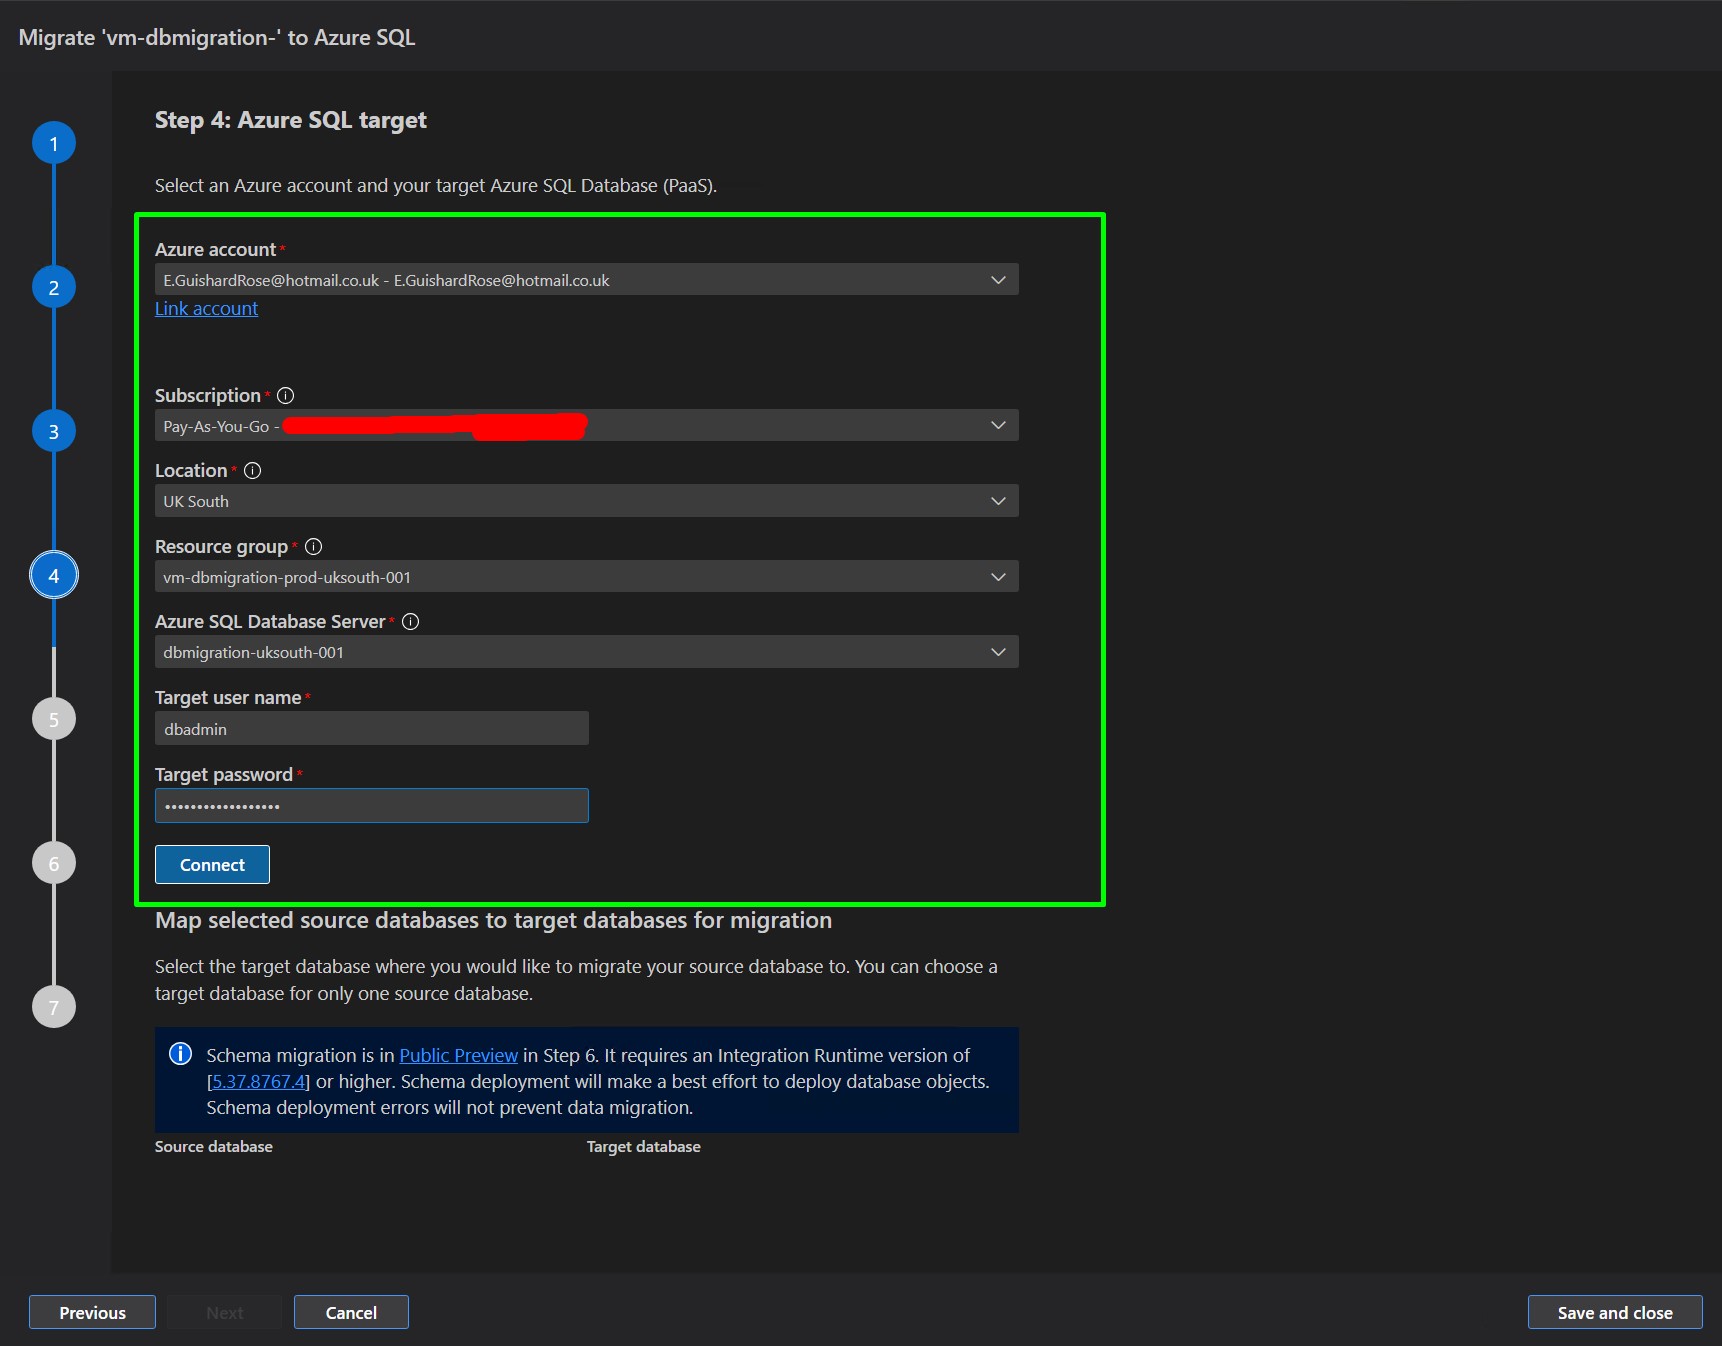 Migrate 'vm-dbmigration-' to Azure SQL
1
2
3
4
5
6
7
Step 4: Azure SQL target
Select an Azure account and your target Azure SQL Database (PaaS).
Azure account*
E.GuishardRose@hotmail.co.uk - E.GuishardRose@hotmail.co.uk
Link account
Subscription*
Pay-As-You-Go -
Location*
UK South
Resource group*
vm-dbmigration-prod-uksouth-001
Azure SQL Database Server*
dbmigration-uksouth-001
Target user name*
dbadmin
Target password*
••••••••••••••••••
Connect
Map selected source databases to target databases for migration
Select the target database where you would like to migrate your source database to. You can choose a
target database for only one source database.
Schema migration is in Public Preview in Step 6. It requires an Integration Runtime version of
[5.37.8767.4] or higher. Schema deployment will make a best effort to deploy database objects.
Schema deployment errors will not prevent data migration.
Source database Target database
Previous Next Cancel Save and close